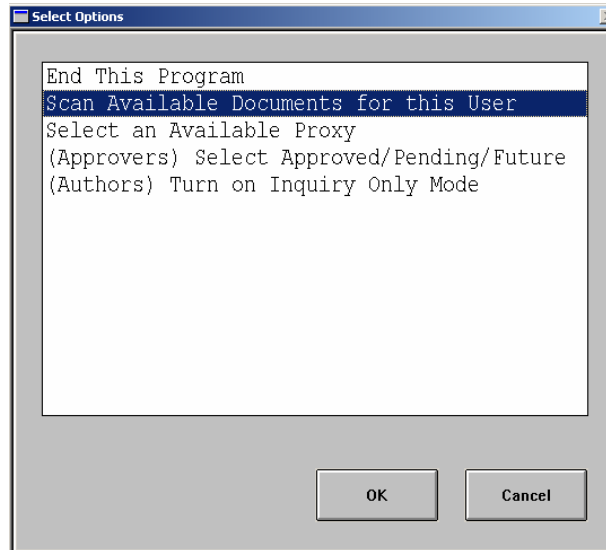 Select Options
End This Program
Scan Available Documents for this User
Select an Available Proxy
(Approvers) Select Approved/Pending/Future
(Authors) Turn on Inquiry Only Mode
OK
Cancel